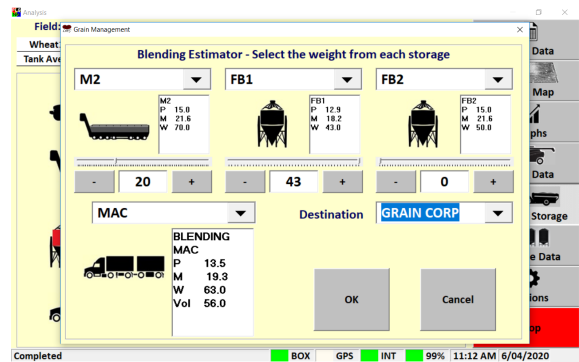 Analysis
Field:
Grain Management
Wheat
Tank Ave
Blending Estimator - Select the weight from each storage
Data
Map
phs
Data
Storage
e Data
ions
op
M2
FB1
FB2
M2
P 15.0
M 21.6
W 70.0
FB1
P 12.9
M 18.2
W 43.0
FB2
P 15.0
M 21.6
W 50.0
- 20 +
- 43 +
- 0 +
MAC
Destination
GRAIN CORP
BLENDING
MAC
P 13.5
M 19.3
W 63.0
Vol 56.0
OK
Cancel
Completed
BOX
GPS
INT
99%
11:12 AM
6/04/2020